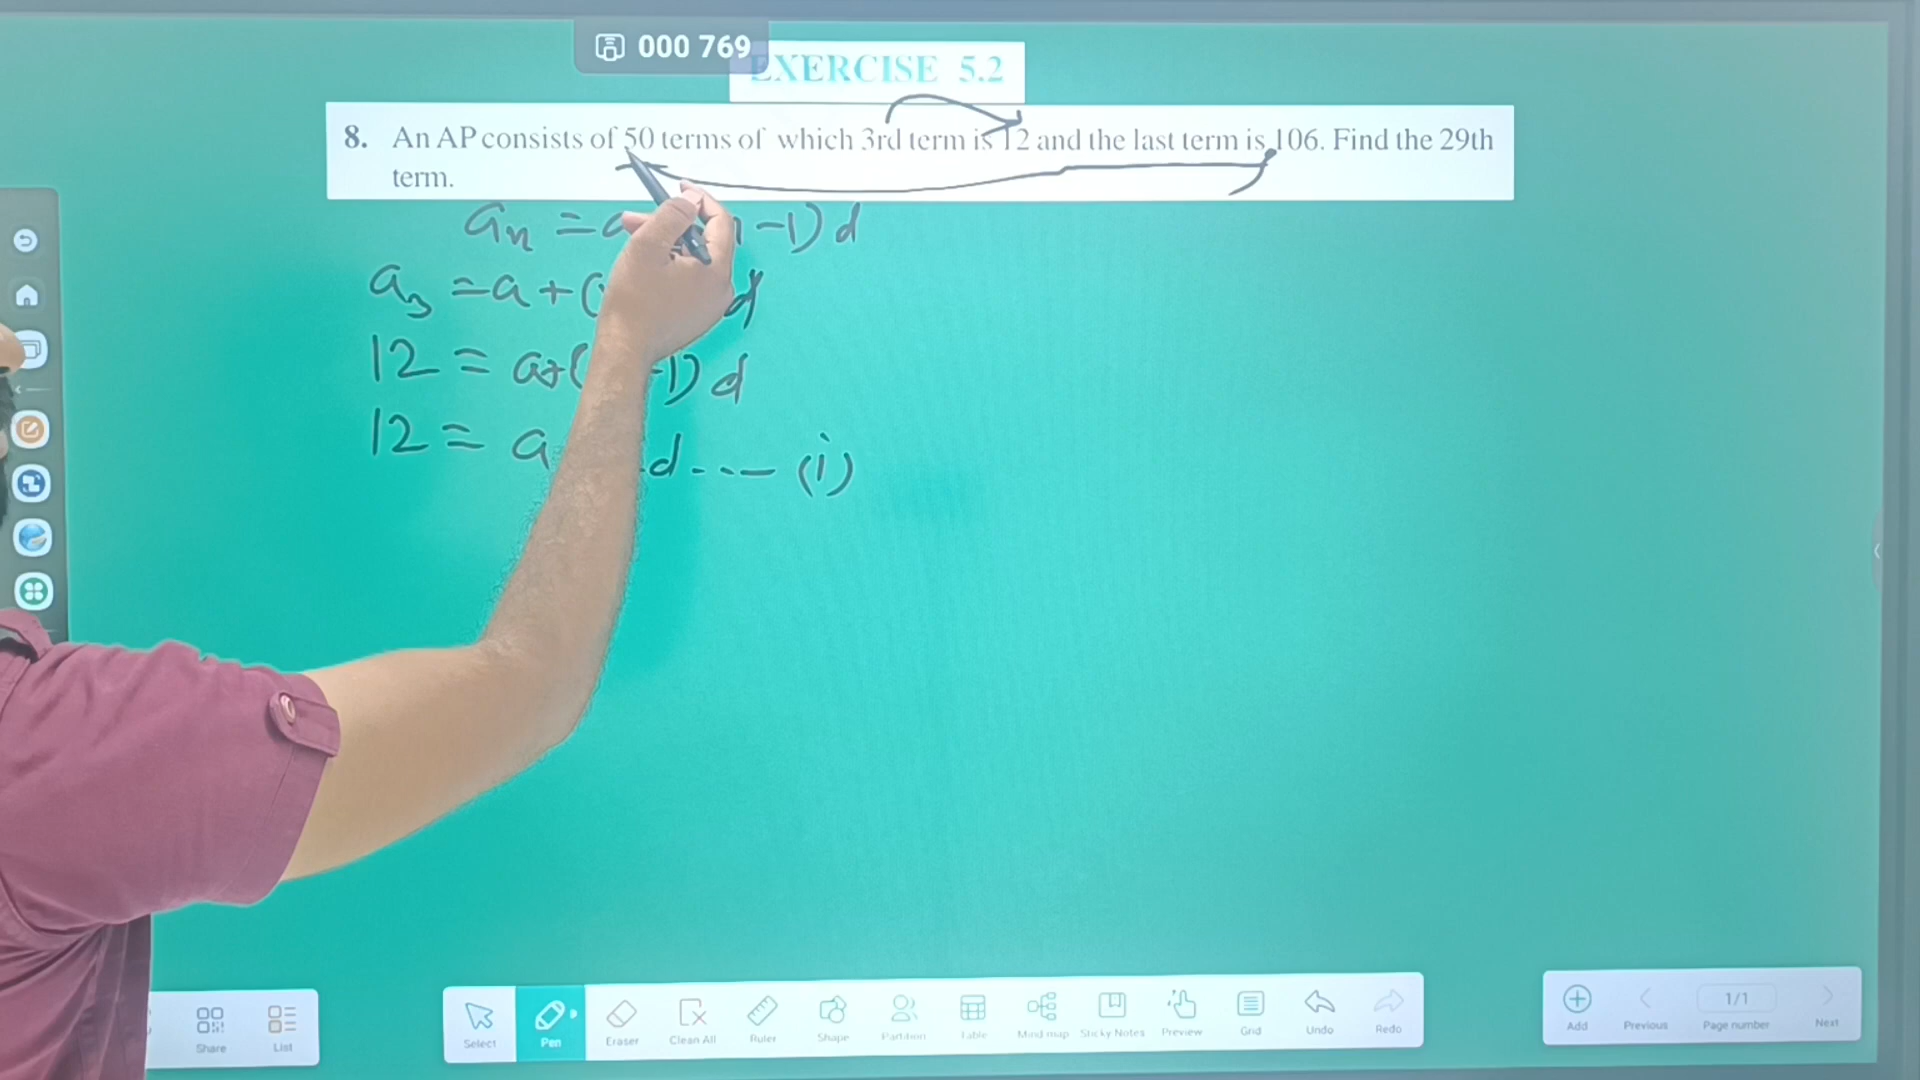 000 769
EXERCISE 5.2
8. An AP consists of 50 terms of which 3rd term is 12 and the last term is 106. Find the 29th
term.
an = a -1) d
a3 = a + ( d
12 = a+( -1) d
12 = a d --- (i)
Share List Select Pen Eraser Clean All Ruler Shape Partition Table Mind map Sticky Notes Preview Grid Undo Redo Add Previous 1/1 Page number Next